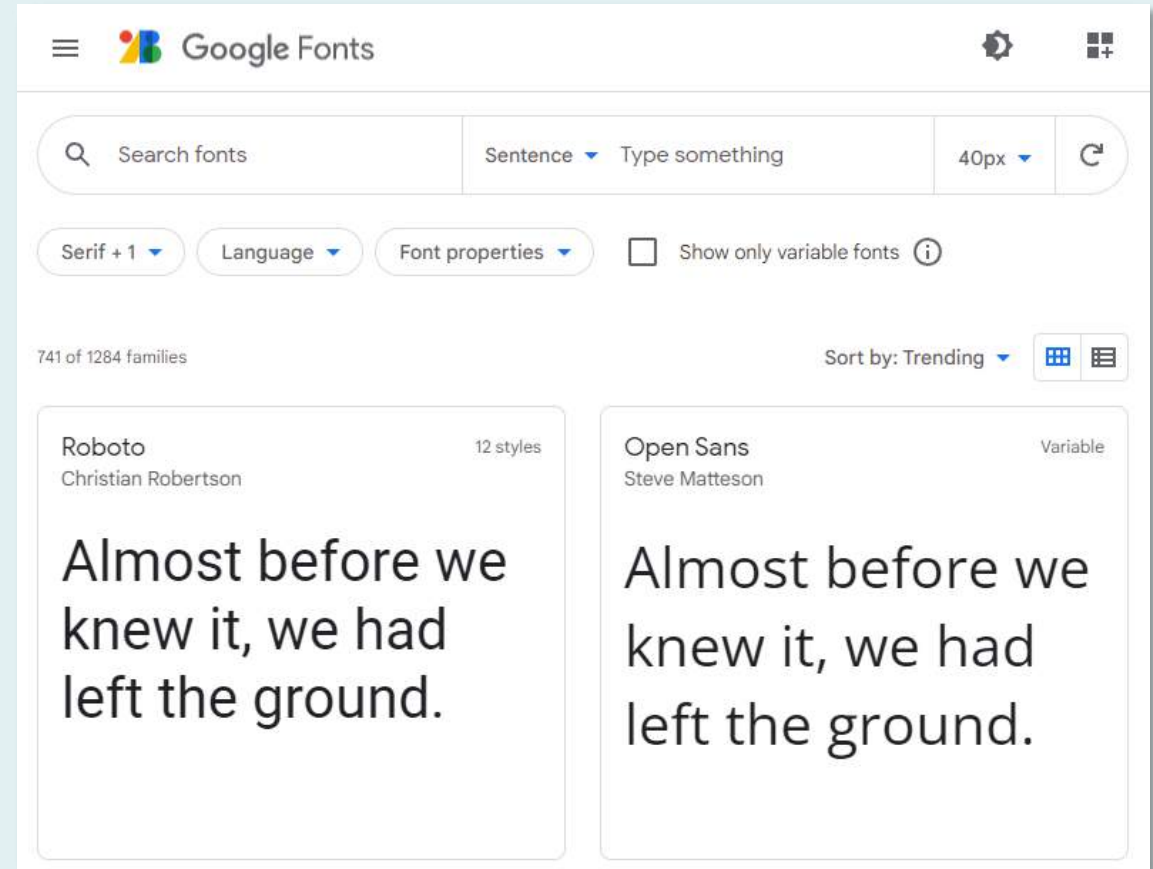 Google Fonts
Search fonts
Sentence
Type something
40px
Serif + 1
Language
Font properties
Show only variable fonts
741 of 1284 families
Sort by: Trending
Roboto
12 styles
Christian Robertson
Almost before we
knew it, we had
left the ground.
Open Sans
Variable
Steve Matteson
Almost before we
knew it, we had
left the ground.